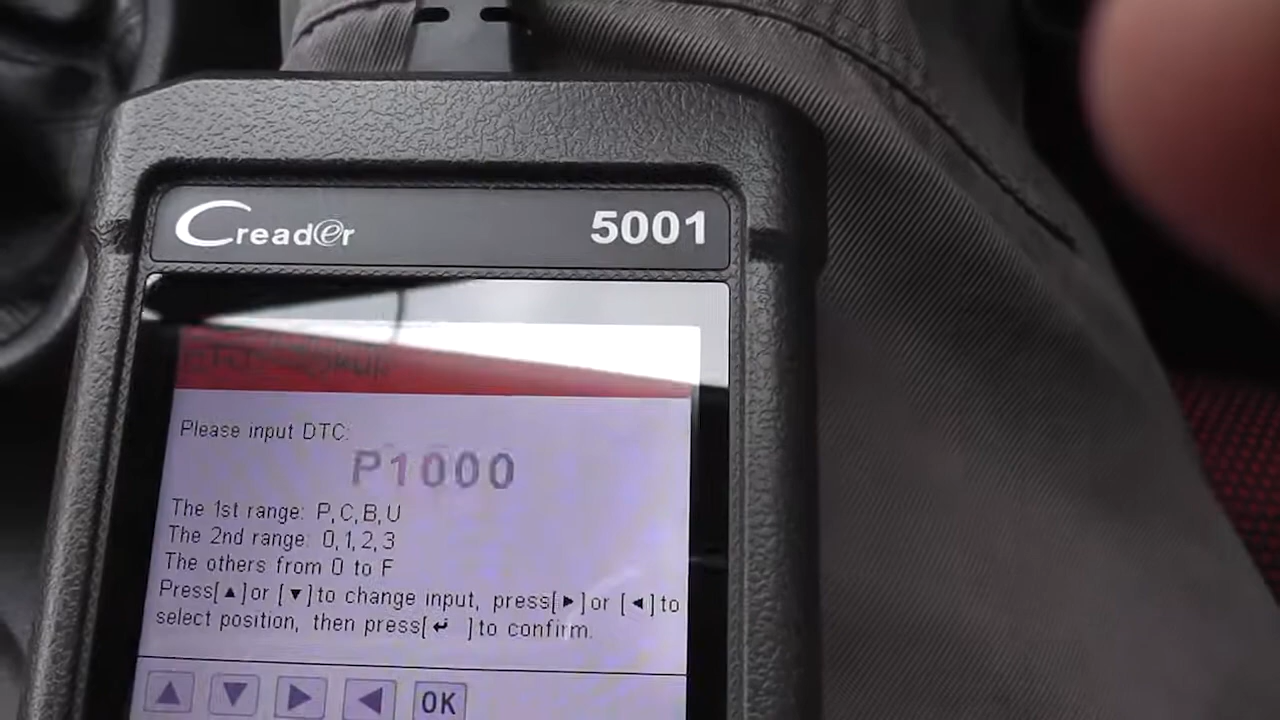 Creader
5001
Please input DTC:
P1000
The 1st range: P,C,B,U
The 2nd range: 0,1,2,3
The others from 0 to F
Press[▲]or [▼]to change input, press[►]or [◄]to
select position, then press[↵ ]to confirm.
OK